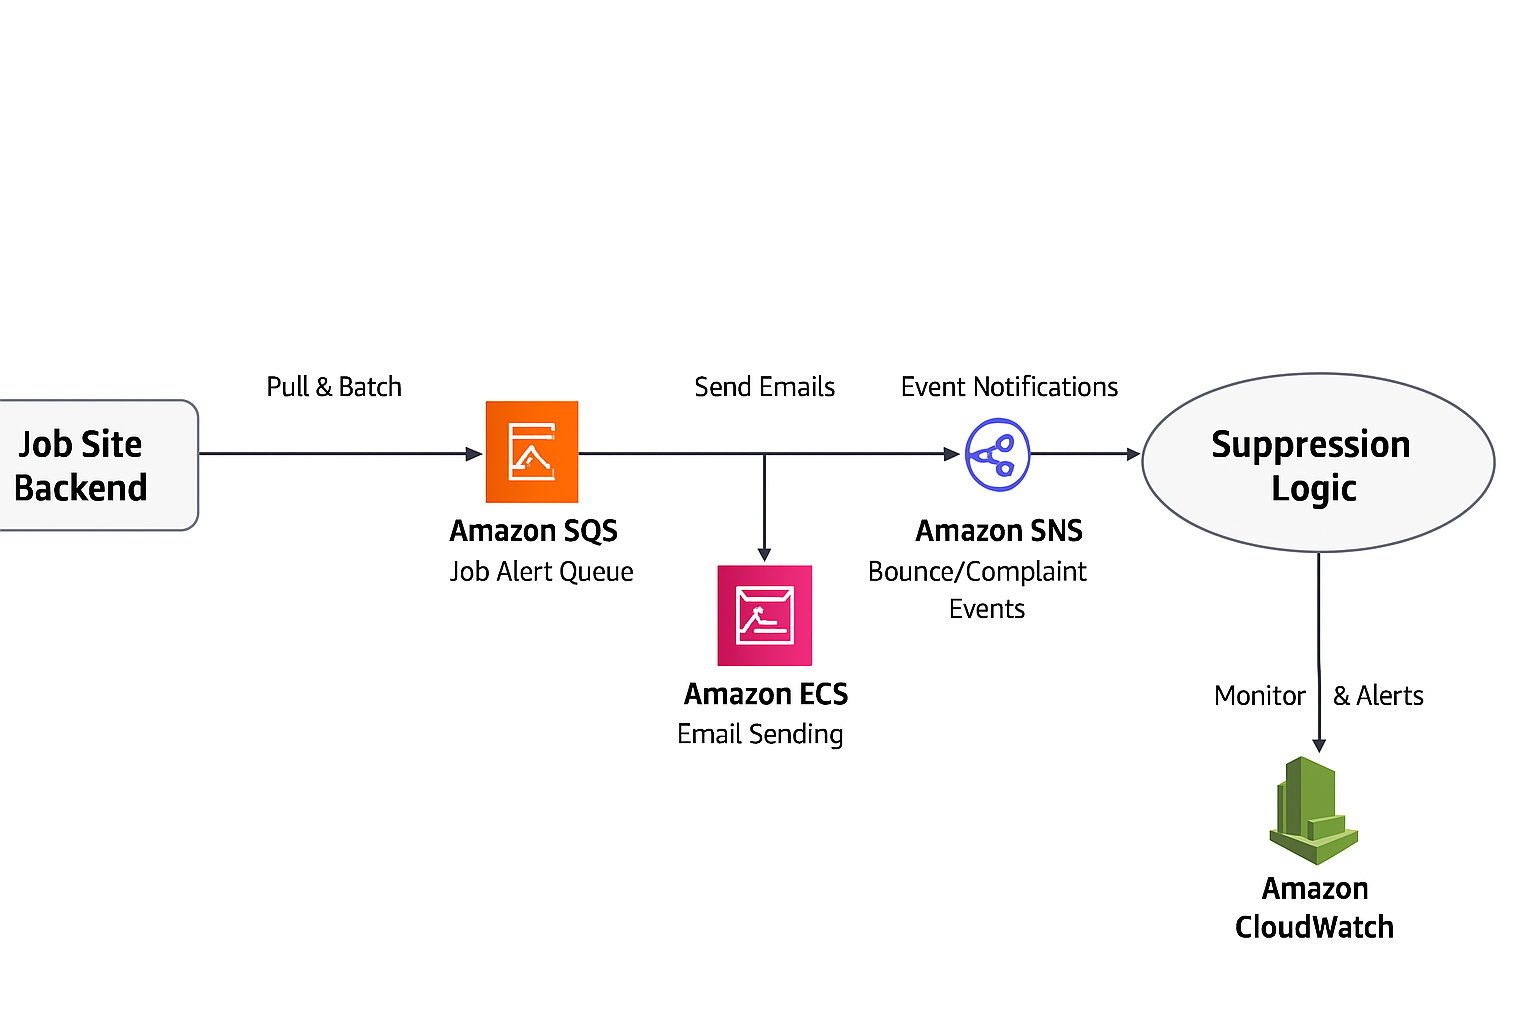 Pull & Batch
Send Emails
Event Notifications
Job Site
Backend
Suppression
Logic
Amazon SQS
Job Alert Queue
Amazon SNS
Bounce/Complaint
Events
Amazon ECS
Email Sending
Monitor & Alerts
Amazon
CloudWatch